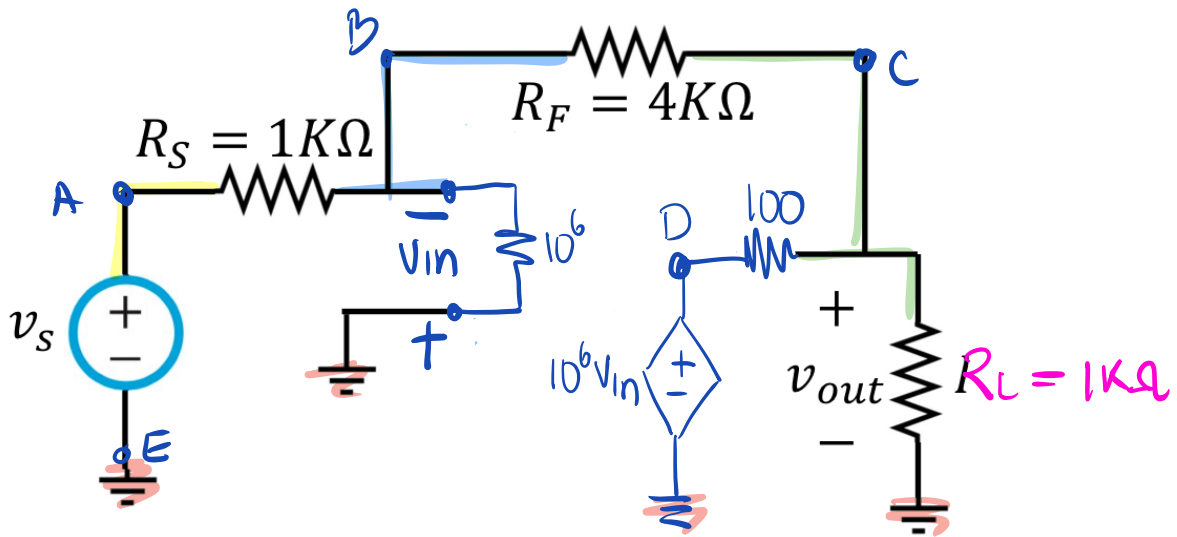 B
C
R_F = 4KΩ
R_S = 1KΩ
A
D
100
−
Vin
+
10^6
+
−
v_s
10^6 Vin
+
−
+
v_out
−
R_L = 1KΩ
E